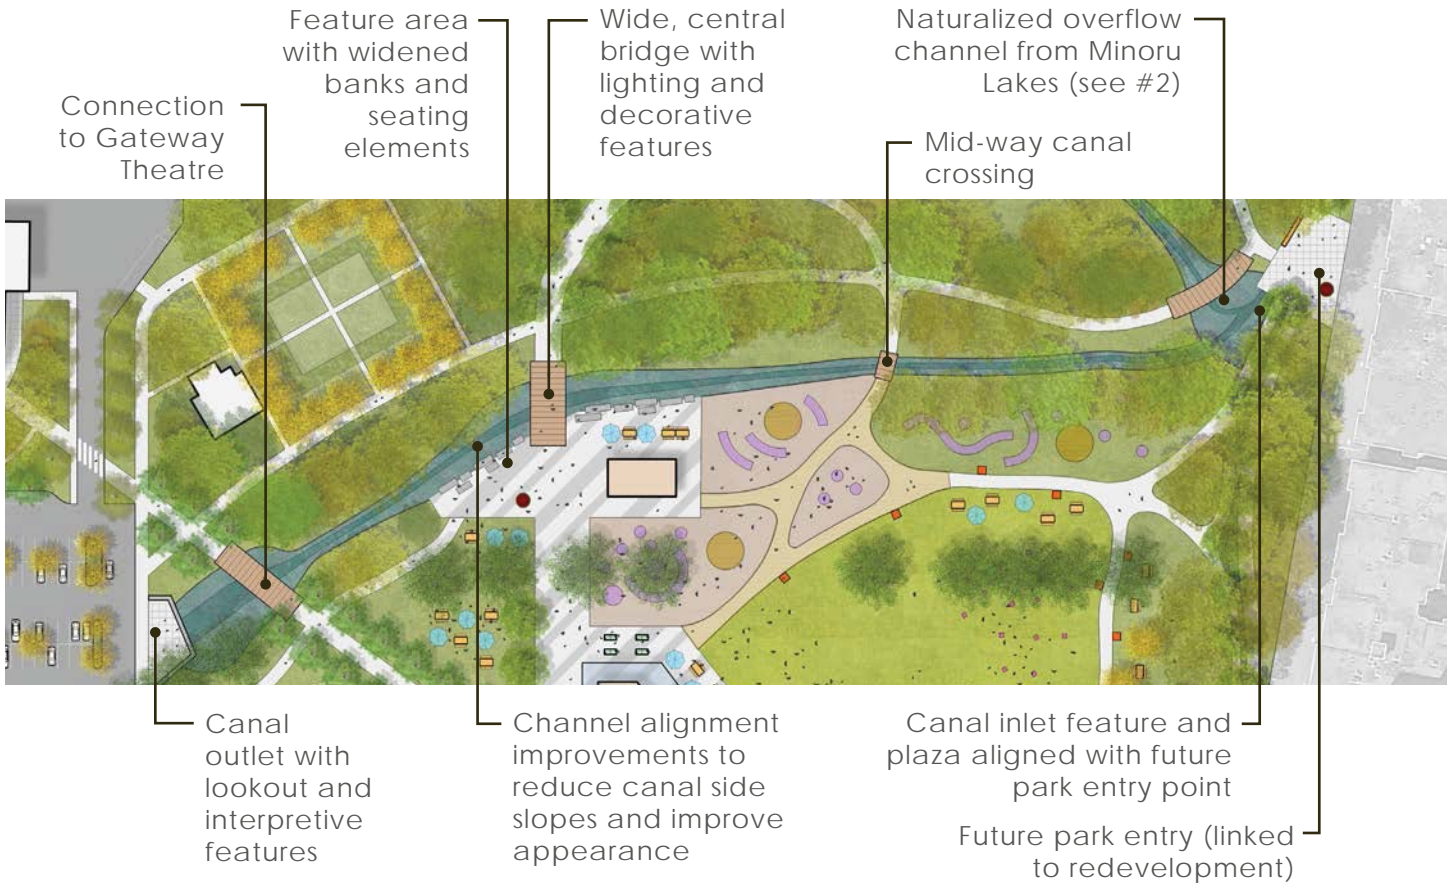 Connection
to Gateway
Theatre
Feature area
with widened
banks and
seating
elements
Wide, central
bridge with
lighting and
decorative
features
Naturalized overflow
channel from Minoru
Lakes (see #2)
Mid-way canal
crossing
Canal
outlet with
lookout and
interpretive
features
Channel alignment
improvements to
reduce canal side
slopes and improve
appearance
Canal inlet feature and
plaza aligned with future
park entry point
Future park entry (linked
to redevelopment)